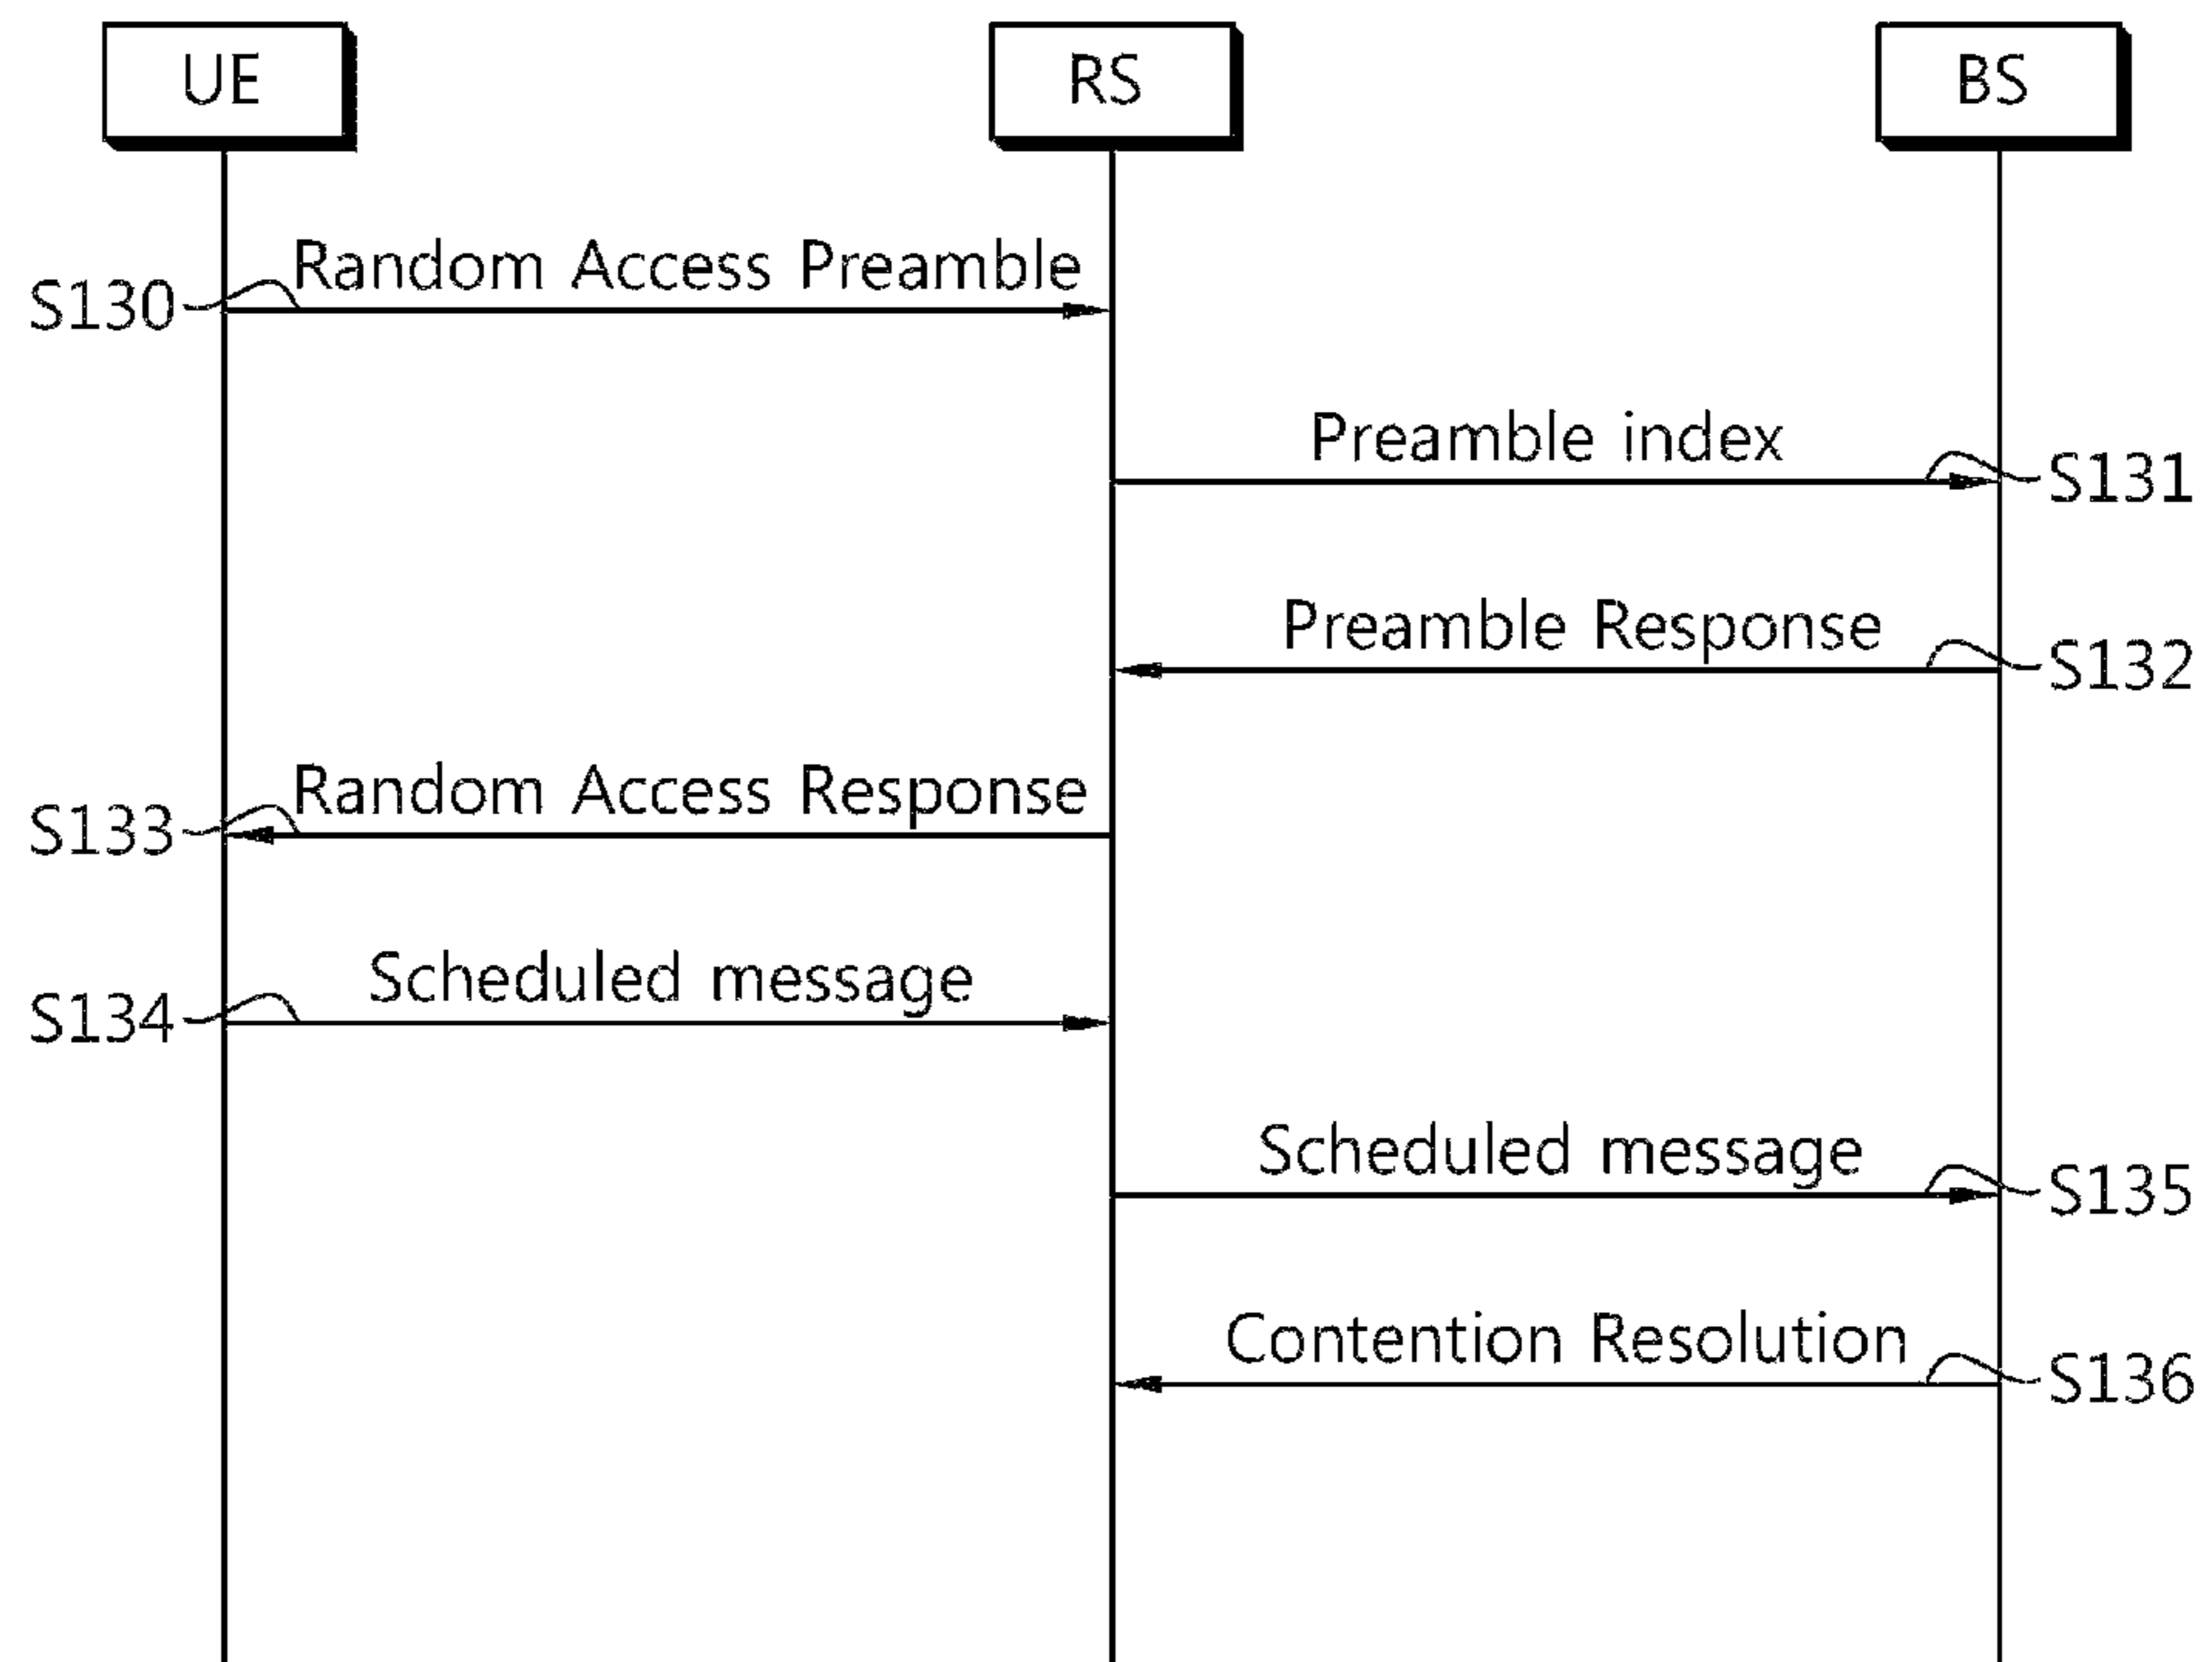 UE
RS
BS
Random Access Preamble
S130
Preamble index
S131
Preamble Response
S132
Random Access Response
S133
Scheduled message
S134
Scheduled message
S135
Contention Resolution
S136